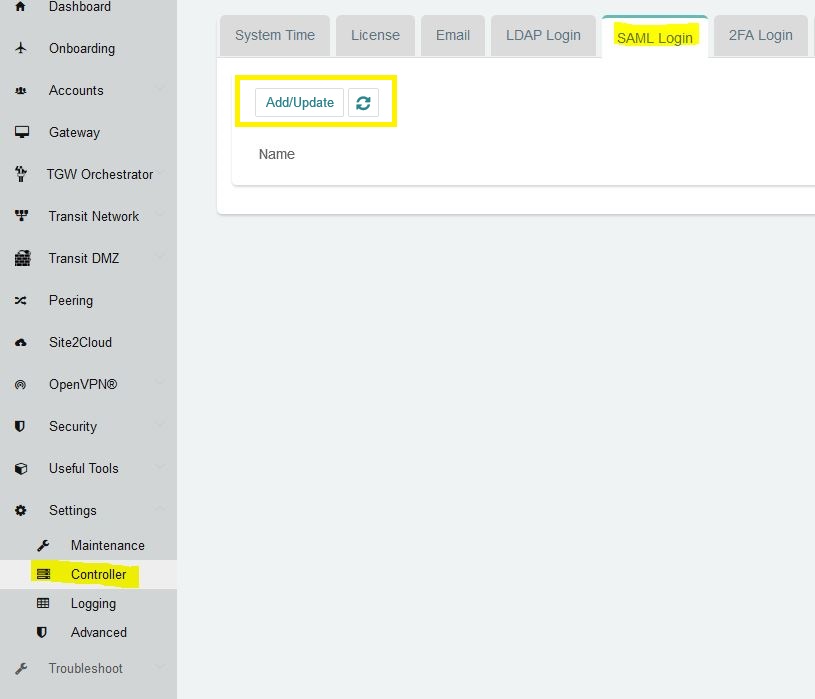 Dashboard
Onboarding
Accounts
Gateway
TGW Orchestrator
Transit Network
Transit DMZ
Peering
Site2Cloud
OpenVPN®
Security
Useful Tools
Settings
Maintenance
Controller
Logging
Advanced
Troubleshoot
System Time License Email LDAP Login SAML Login 2FA Login
Add/Update
Name